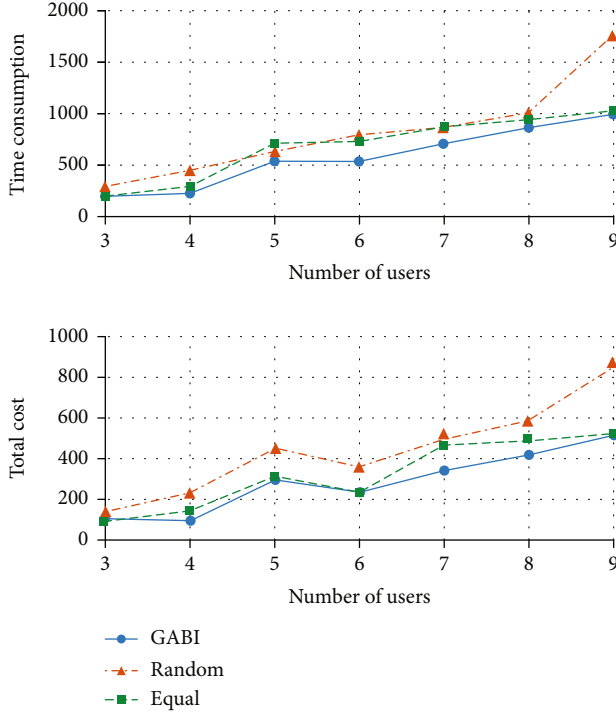 2000
1500
1000
500
0
Time consumption
3 4 5 6 7 8 9
Number of users
1000
800
600
400
200
0
Total cost
3 4 5 6 7 8 9
Number of users
GABI
Random
Equal